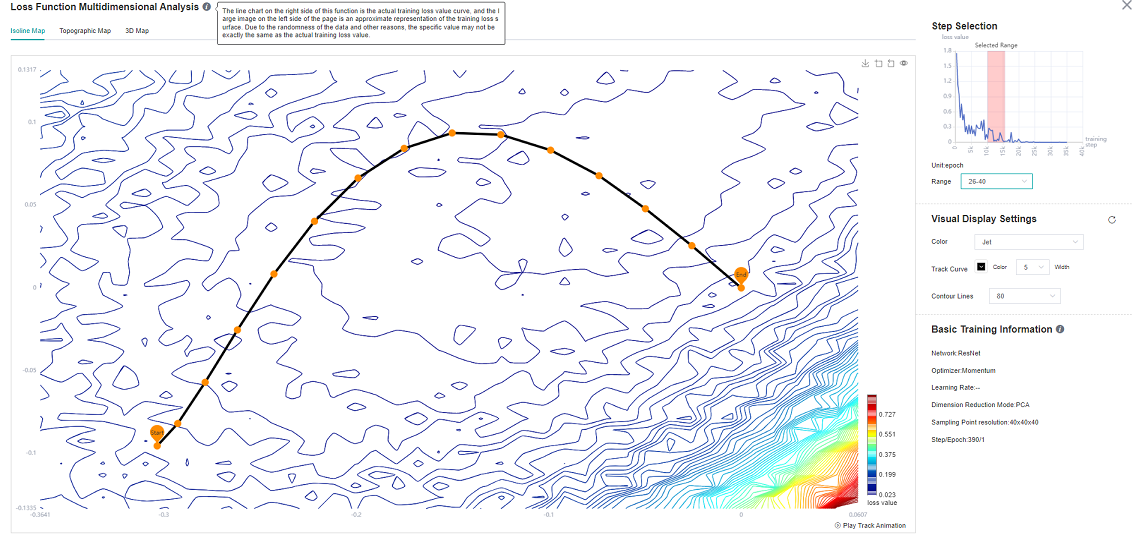 Loss Function Multidimensional Analysis
The line chart on the right side of this function is the actual training loss value curve, and the l
arge image on the left side of the page is an approximate representation of the training loss s
urface. Due to the randomness of the data and other reasons, the specific value may not be
exactly the same as the actual training loss value.
Isoline Map Topographic Map 3D Map
0.1317
0.1
0.05
0
-0.05
-0.1
-0.1335
-0.3641 -0.3 -0.2 -0.1 0 0.0607
Start
End
0.727
0.551
0.375
0.199
0.023
loss value
Play Track Animation
Step Selection
loss value
Selected Range
1.8
1.5
1.2
0.9
0.6
0.3
0
0 5k 10k 15k 20k 25k 30k 35k 40k
training
step
Unit:epoch
Range 26-40
Visual Display Settings
Color Jet
Track Curve Color 5 Width
Contour Lines 80
Basic Training Information
Network:ResNet
Optimizer:Momentum
Learning Rate:--
Dimension Reduction Mode:PCA
Sampling Point resolution:40x40x40
Step/Epoch:390/1